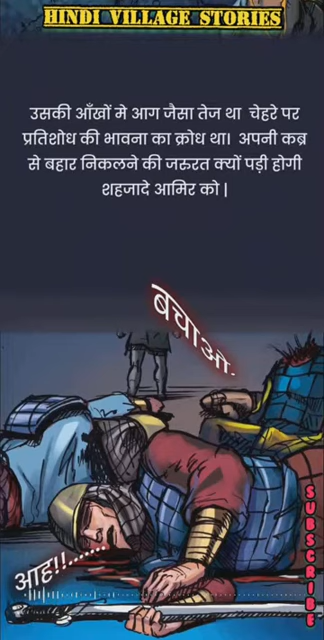 HINDI VILLAGE STORIES
उसकी आँखों मे आग जैसा तेज था चेहरे पर
प्रतिशोध की भावना का क्रोध था। अपनी कब्र
से बहार निकलने की जरुरत क्यों पड़ी होगी
शहजादे आमिर को |
बचाओ.
आह!!.......
SUBSCRIBE